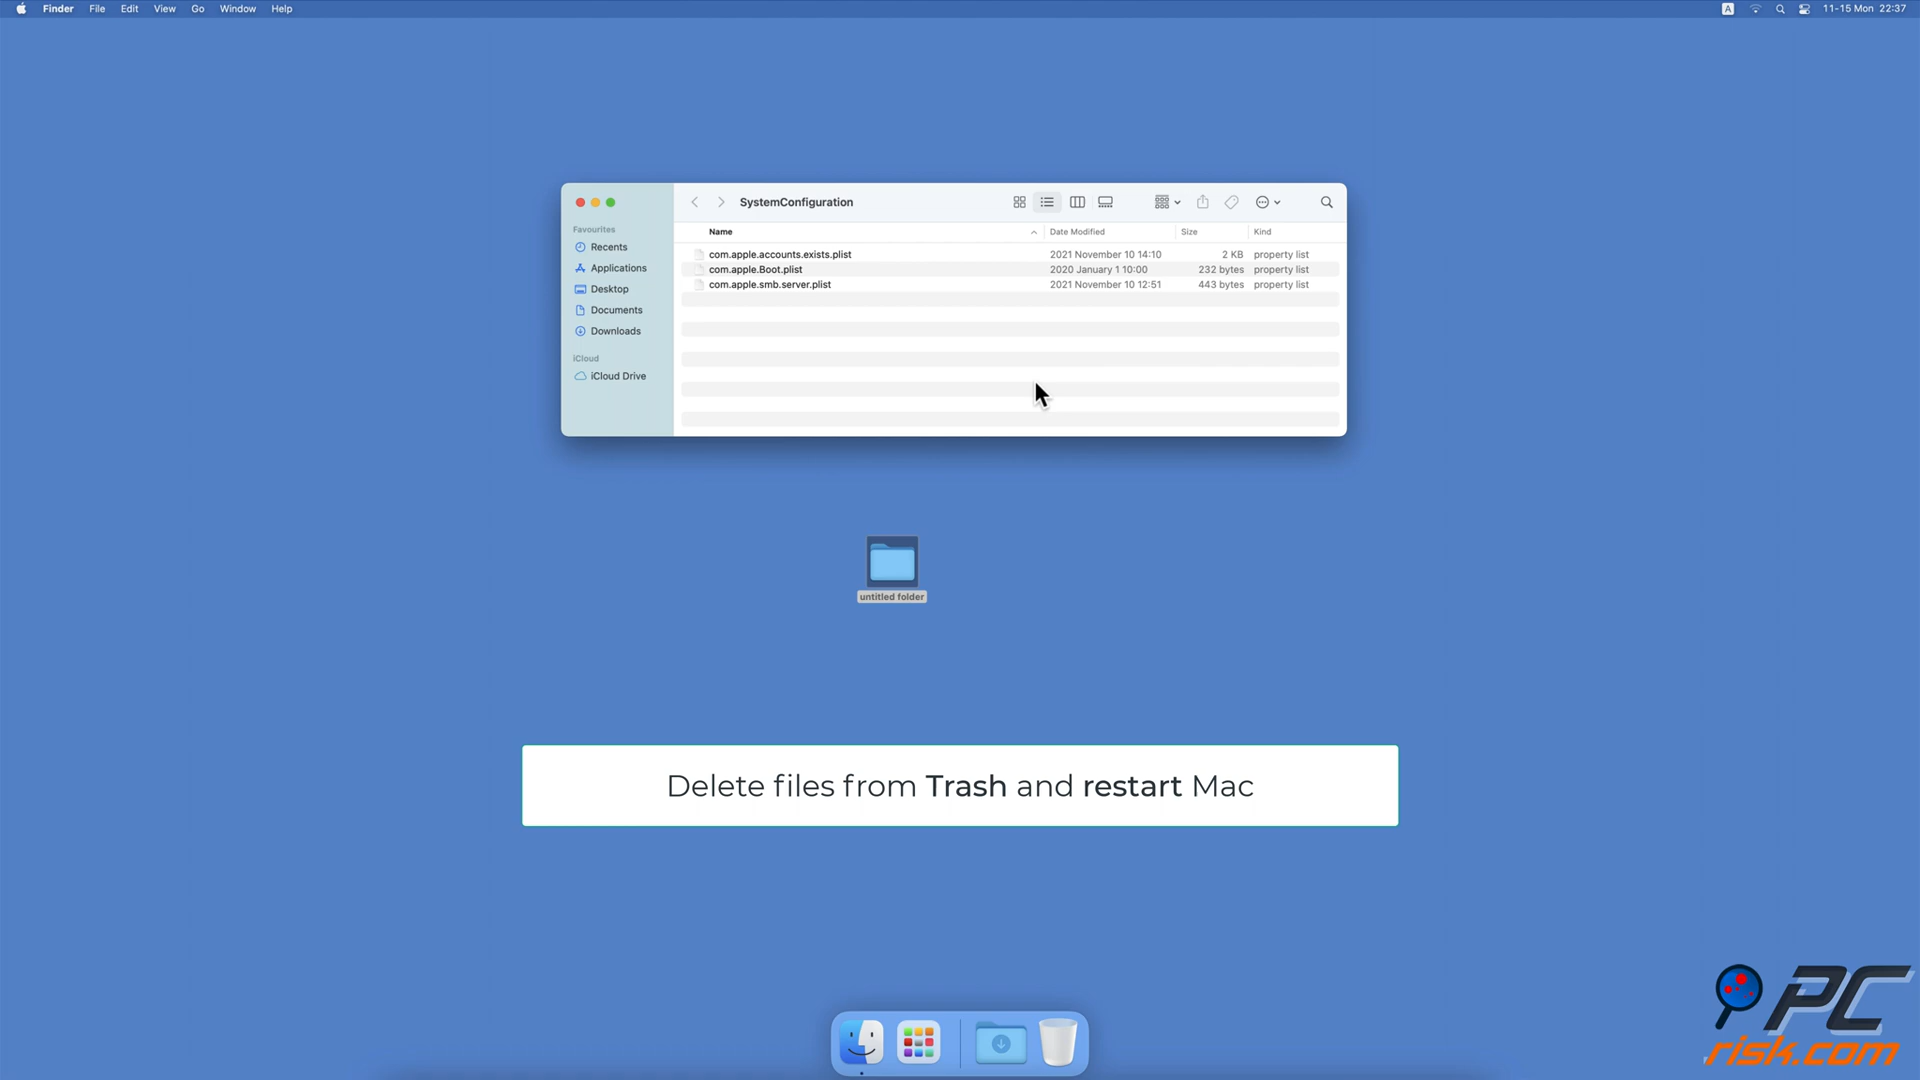 Finder File Edit View Go Window Help
A
11-15 Mon 22:37
SystemConfiguration
Favourites
Recents
Applications
Desktop
Documents
Downloads
iCloud
iCloud Drive
Name Date Modified Size Kind
com.apple.accounts.exists.plist 2021 November 10 14:10 2 KB property list
com.apple.Boot.plist 2020 January 1 10:00 232 bytes property list
com.apple.smb.server.plist 2021 November 10 12:51 443 bytes property list
untitled folder
Delete files from Trash and restart Mac
PC
risk.com